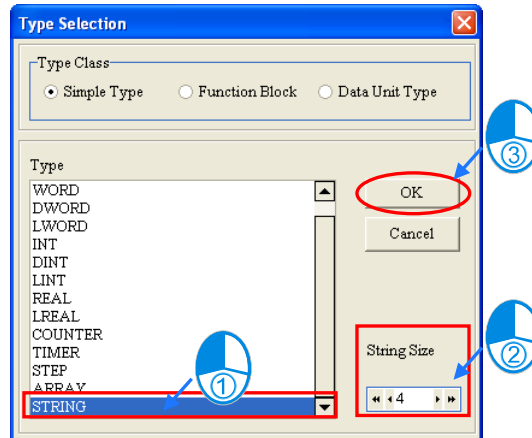 Type Selection
Type Class
Simple Type
Function Block
Data Unit Type
Type
WORD
DWORD
LWORD
INT
DINT
LINT
REAL
LREAL
COUNTER
TIMER
STEP
ARRAY
STRING
OK
Cancel
String Size
4
①
②
③